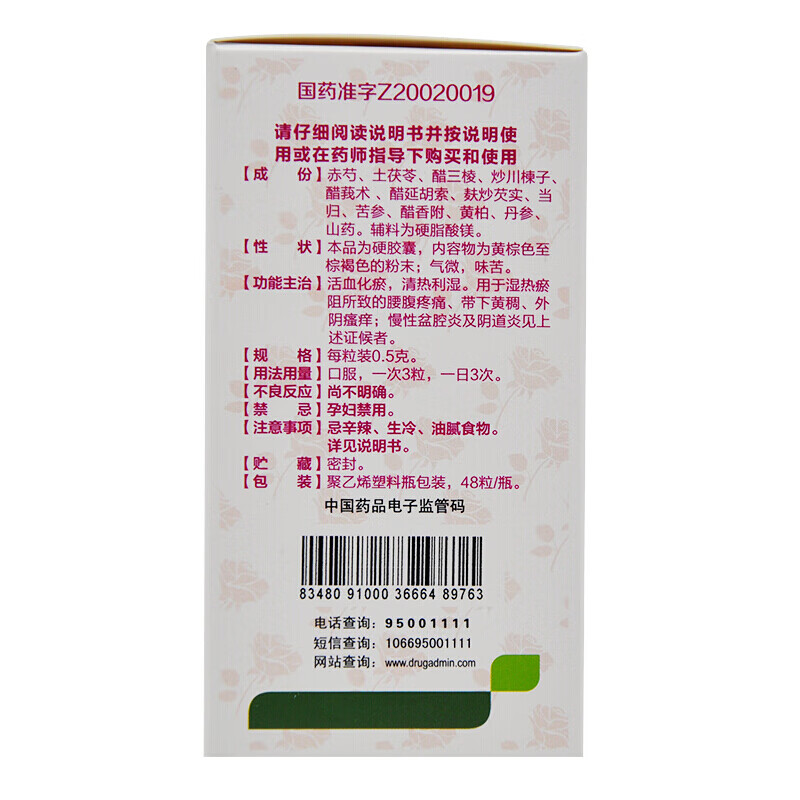 国药准字Z20020019
请仔细阅读说明书并按说明使
用或在药师指导下购买和使用
【成　份】赤芍、土茯苓、醋三棱、炒川楝子、
醋莪术、醋延胡索、麸炒芡实、当
归、苦参、醋香附、黄柏、丹参、
山药。辅料为硬脂酸镁。
【性　状】本品为硬胶囊，内容物为黄棕色至
棕褐色的粉末；气微，味苦。
【功能主治】活血化瘀，清热利湿。用于湿热瘀
阻所致的腰腹疼痛、带下黄稠、外
阴瘙痒；慢性盆腔炎及阴道炎见上
述证候者。
【规　格】每粒装0.5克。
【用法用量】口服，一次3粒，一日3次。
【不良反应】尚不明确。
【禁　忌】孕妇禁用。
【注意事项】忌辛辣、生冷、油腻食物。
详见说明书。
【贮　藏】密封。
【包　装】聚乙烯塑料瓶包装，48粒/瓶。
中国药品电子监管码
83480 91000 36664 89763
电话查询：95001111
短信查询：106695001111
网站查询：www.drugadmin.com